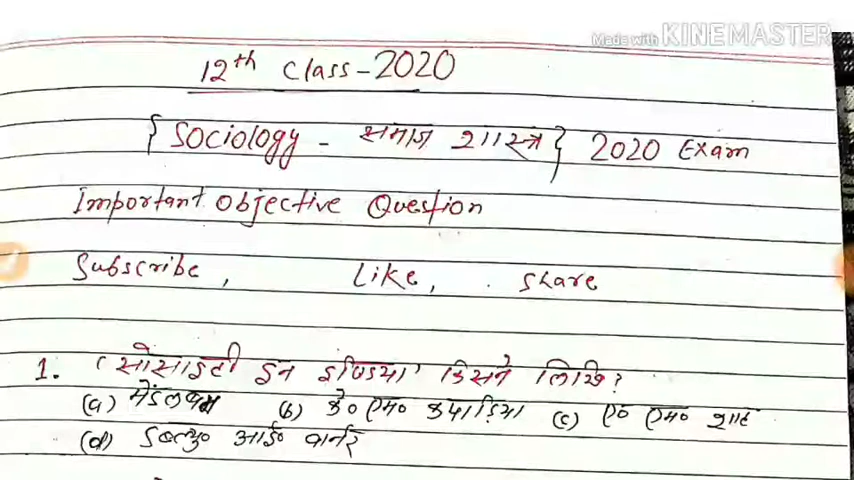 Made with KINEMASTER
12th Class-2020
{Sociology - समाज शास्त्र} 2020 Exam
Important Objective Question
Subscribe, Like, Share
1. 'सोसाइटी इन इण्डिया' किसने लिखि?
(a) मेंडलबम (b) के० एम० कपाड़िया (c) ए० एम० शाह
(d) डब्ल्यु० आई० वार्नर